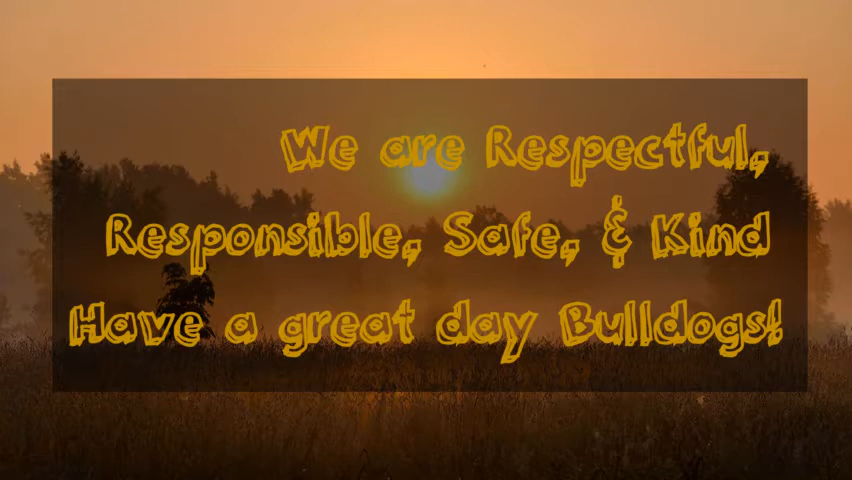 We are Respectful,
Responsible, Safe, & Kind
Have a great day Bulldogs!